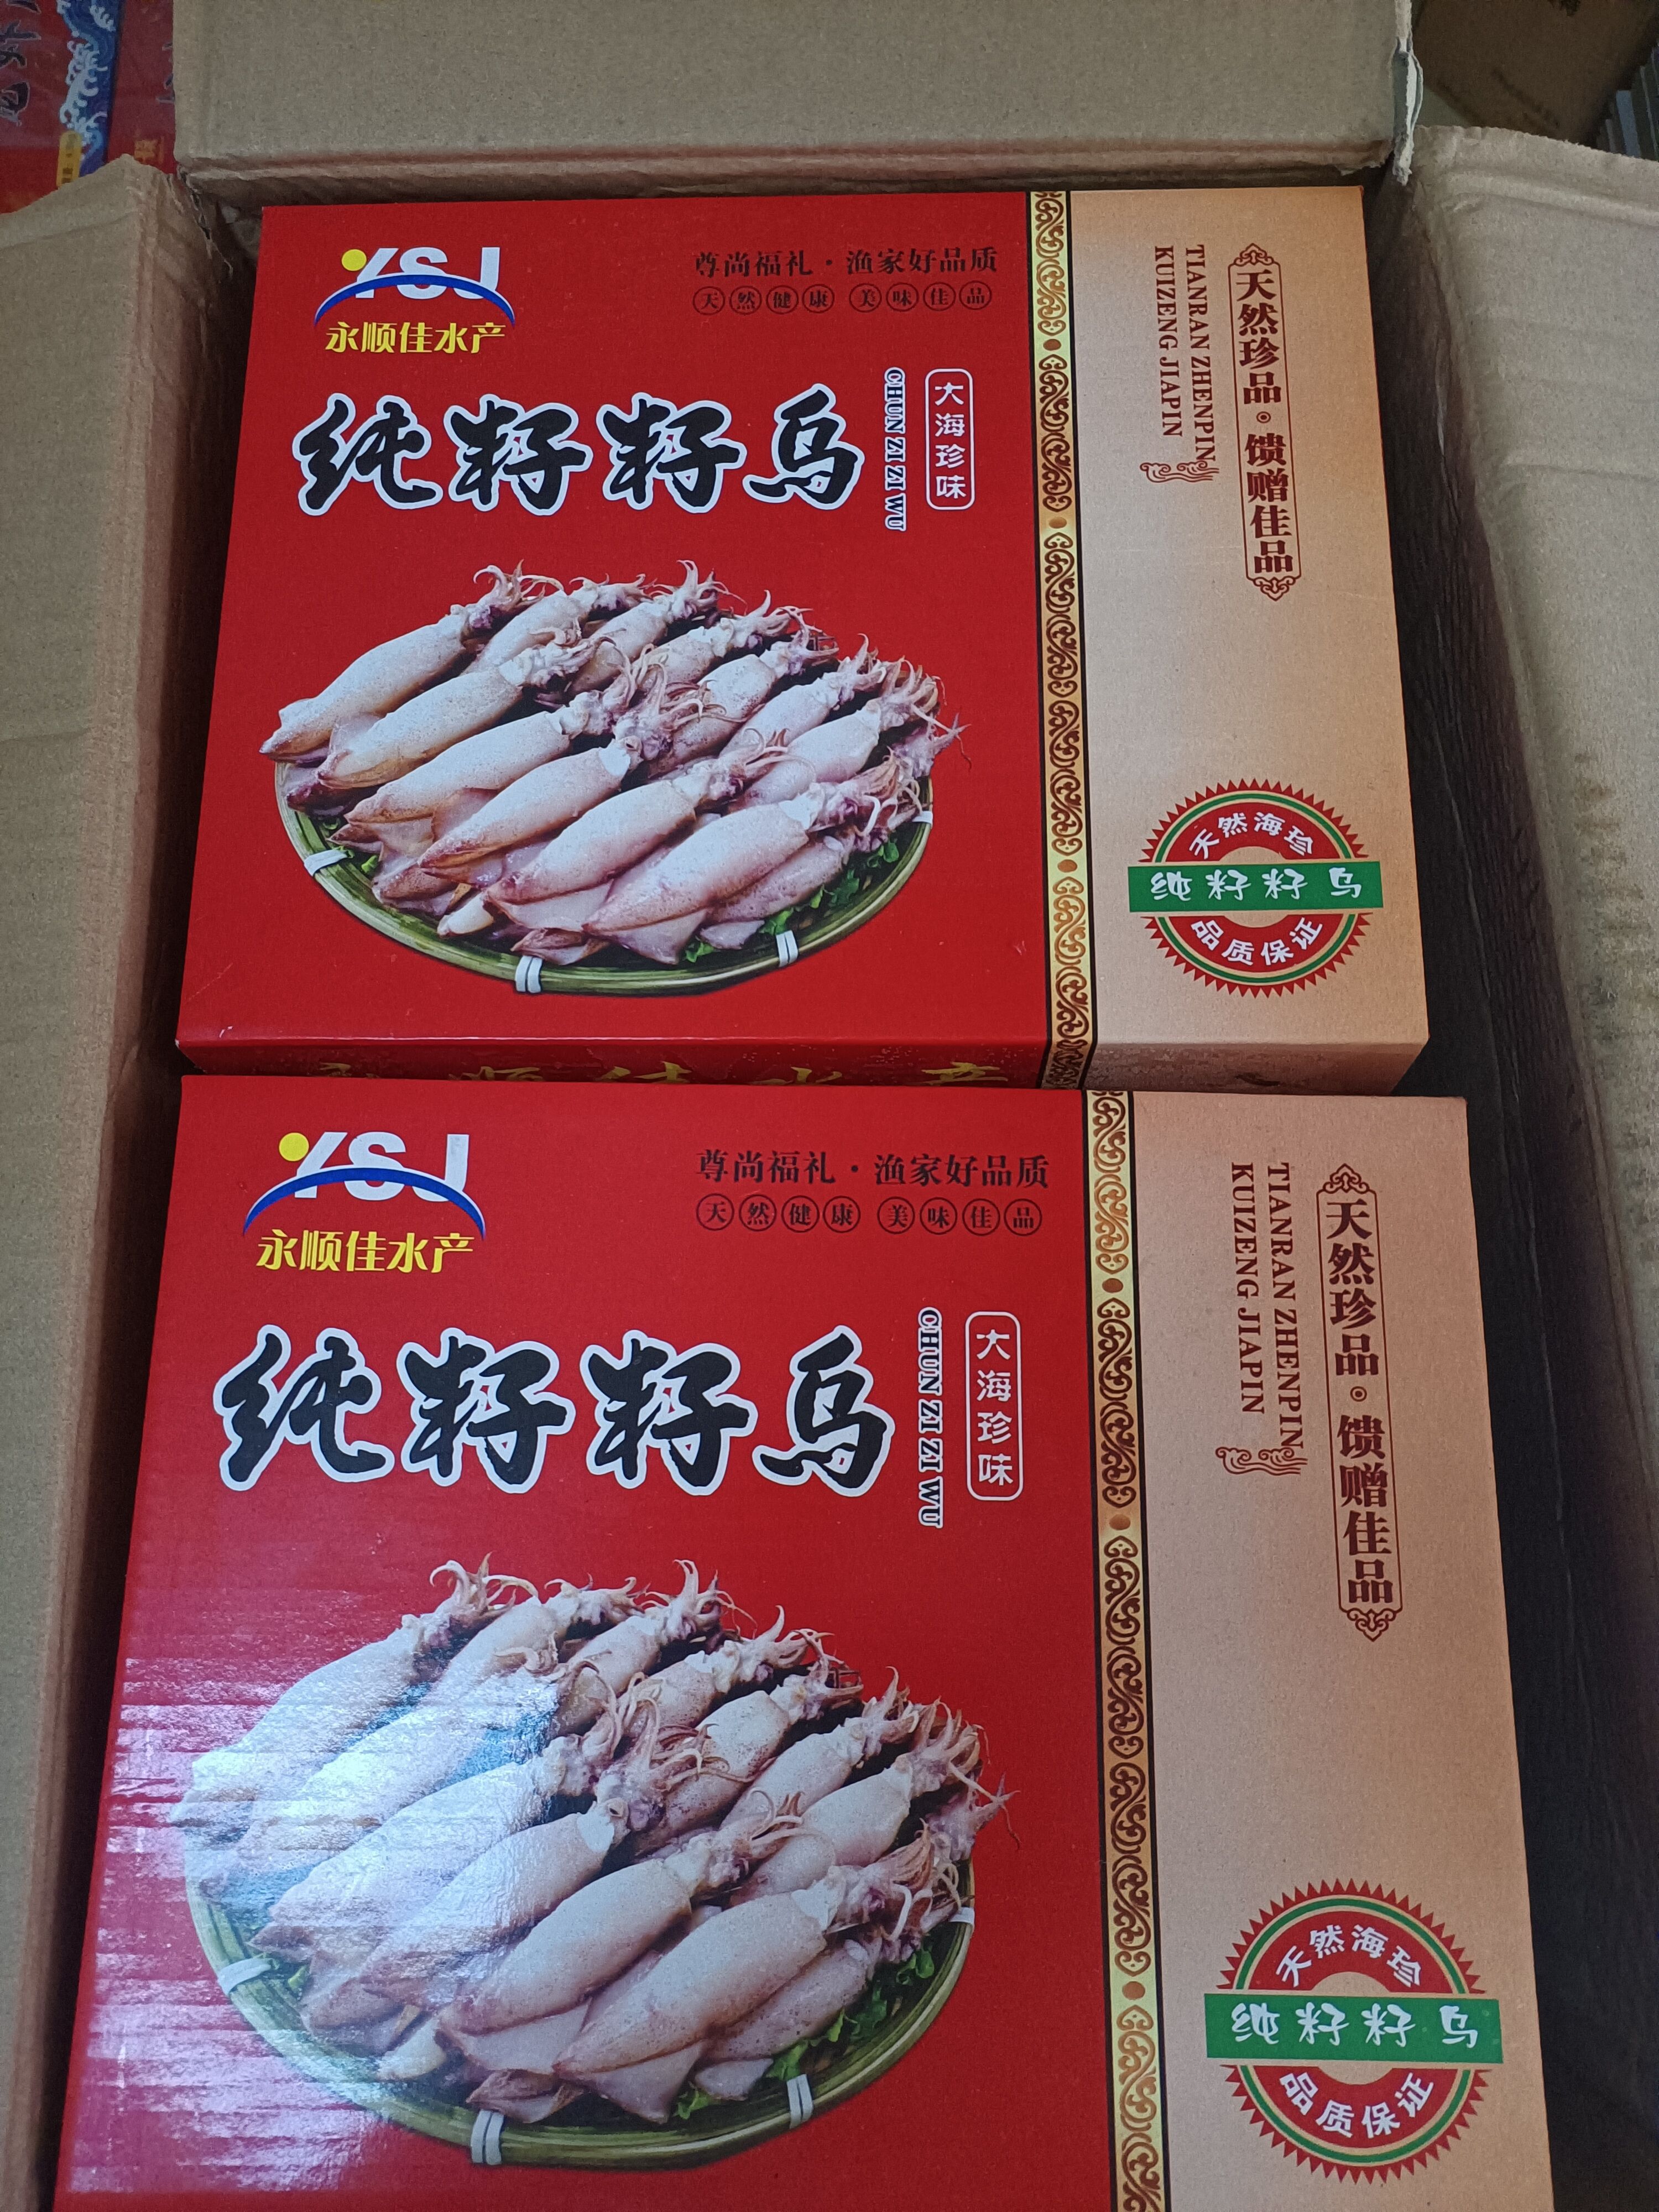 YSJ
永顺佳水产
尊尚福礼·渔家好品质
天然健康 美味佳品
纯籽籽乌
CHUN ZI ZI WU
大海珍味
TIANRAN ZHENPIN
KUIZENG JIAPIN
天然珍品·馈赠佳品
天然海珍
纯籽籽乌
品质保证
永顺佳水产
YSJ
永顺佳水产
尊尚福礼·渔家好品质
天然健康 美味佳品
纯籽籽乌
CHUN ZI ZI WU
大海珍味
TIANRAN ZHENPIN
KUIZENG JIAPIN
天然珍品·馈赠佳品
天然海珍
纯籽籽乌
品质保证